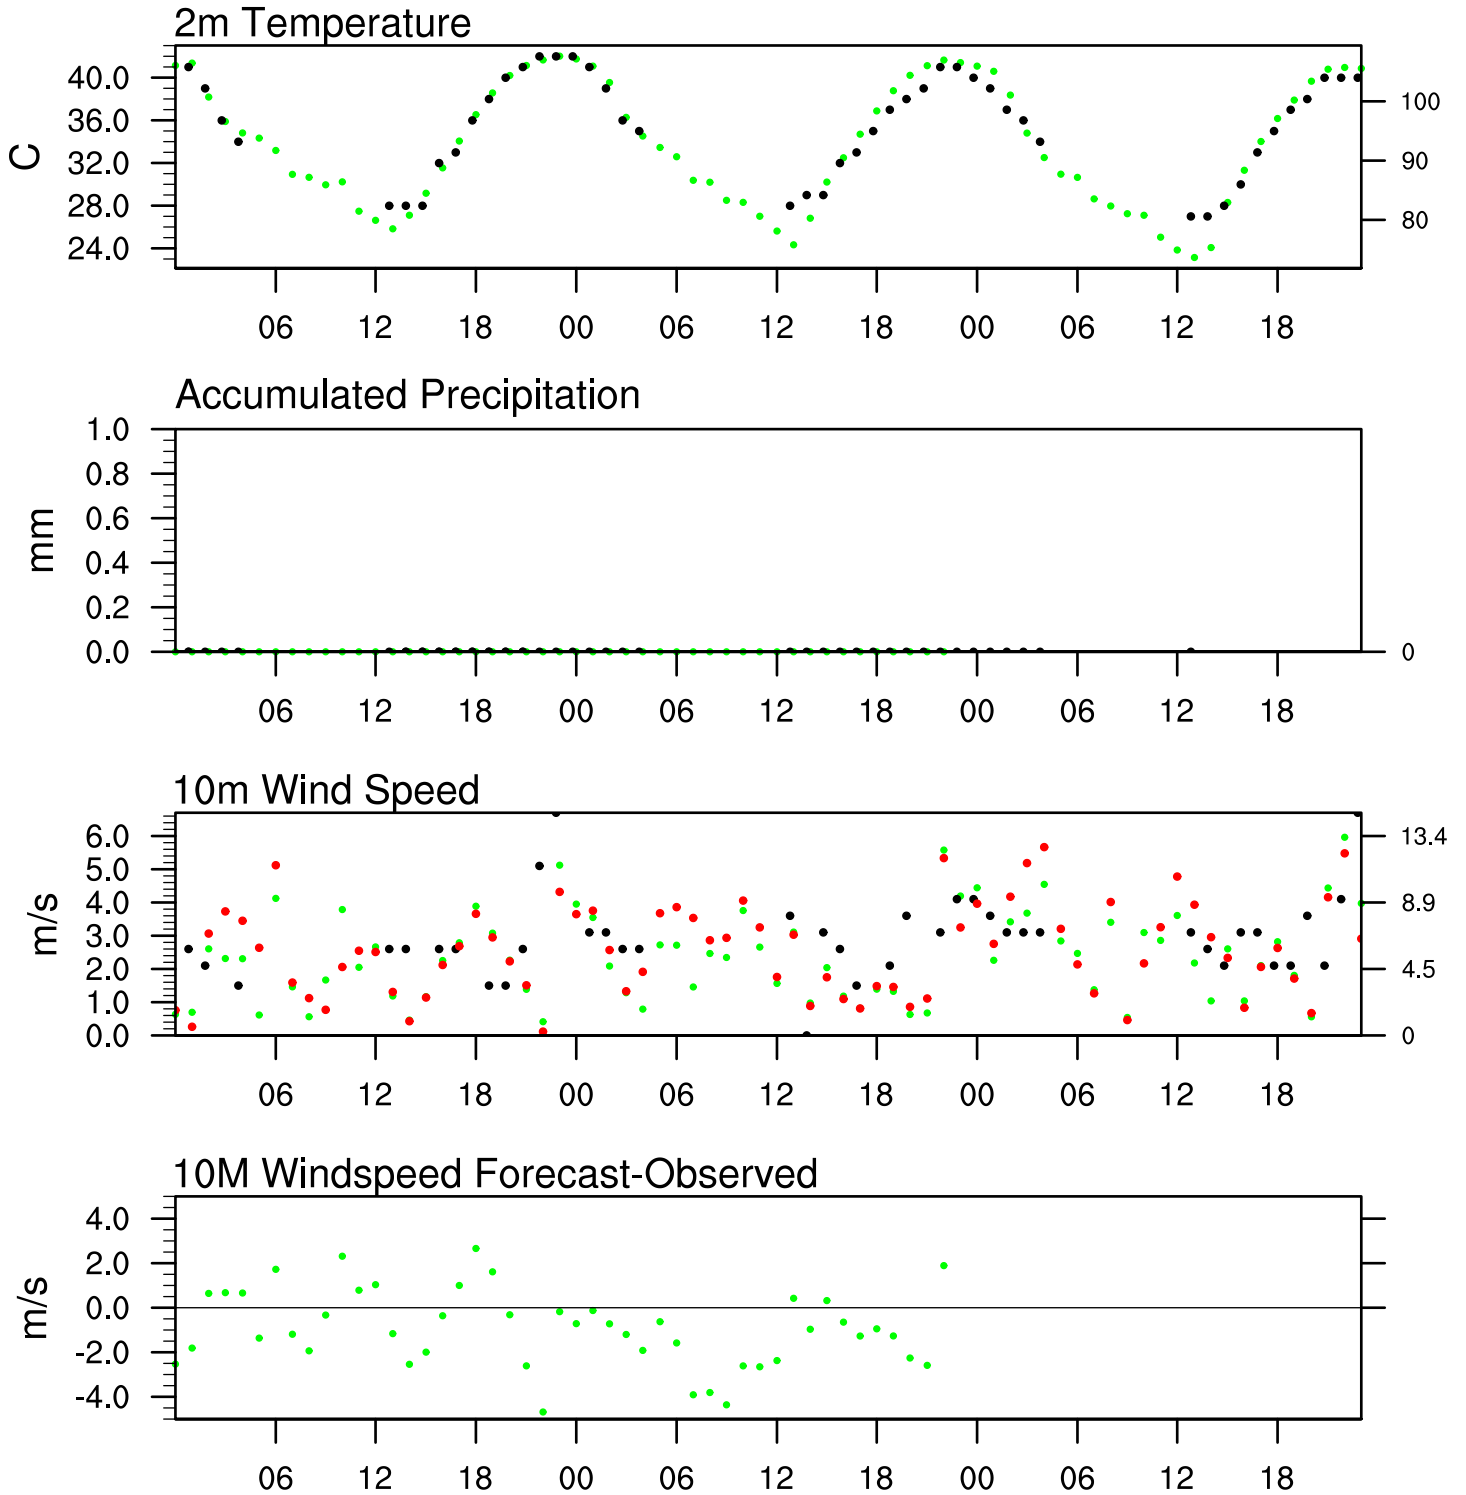 2m Temperature
40.0
36.0
32.0
28.0
24.0
C
100
90
80
06 12 18 00 06 12 18 00 06 12 18
Accumulated Precipitation
1.0
0.8
0.6
0.4
0.2
0.0
mm
0
06 12 18 00 06 12 18 00 06 12 18
10m Wind Speed
6.0
5.0
4.0
3.0
2.0
1.0
0.0
m/s
13.4
8.9
4.5
0
06 12 18 00 06 12 18 00 06 12 18
10M Windspeed Forecast-Observed
4.0
2.0
0.0
-2.0
-4.0
m/s
06 12 18 00 06 12 18 00 06 12 18